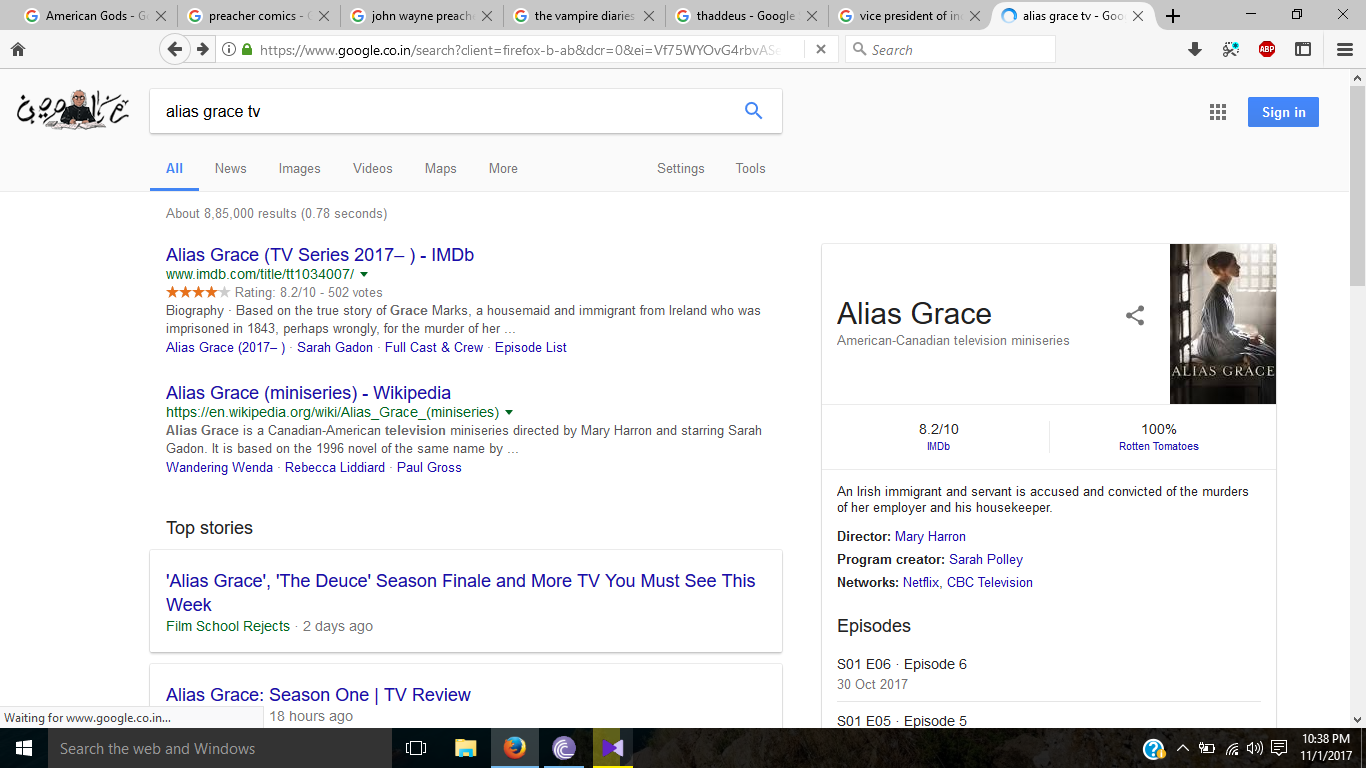 American Gods - G
preacher comics - G
john wayne preache
the vampire diaries
thaddeus - Google
vice president of in
alias grace tv - Goo
https://www.google.co.in/search?client=firefox-b-ab&dcr=0&ei=Vf75WYOvG4rbvAS
Search
ABP
alias grace tv
Sign in
All News Images Videos Maps More Settings Tools
About 8,85,000 results (0.78 seconds)
Alias Grace (TV Series 2017– ) - IMDb
www.imdb.com/title/tt1034007/
Rating: 8.2/10 - 502 votes
Biography · Based on the true story of Grace Marks, a housemaid and immigrant from Ireland who was
imprisoned in 1843, perhaps wrongly, for the murder of her ...
Alias Grace (2017– ) · Sarah Gadon · Full Cast & Crew · Episode List
Alias Grace (miniseries) - Wikipedia
https://en.wikipedia.org/wiki/Alias_Grace_(miniseries)
Alias Grace is a Canadian-American television miniseries directed by Mary Harron and starring Sarah
Gadon. It is based on the 1996 novel of the same name by ...
Wandering Wenda · Rebecca Liddiard · Paul Gross
Top stories
'Alias Grace', 'The Deuce' Season Finale and More TV You Must See This
Week
Film School Rejects · 2 days ago
Alias Grace: Season One | TV Review
18 hours ago
Alias Grace
American-Canadian television miniseries
ALIAS GRACE
8.2/10
IMDb
100%
Rotten Tomatoes
An Irish immigrant and servant is accused and convicted of the murders
of her employer and his housekeeper.
Director: Mary Harron
Program creator: Sarah Polley
Networks: Netflix, CBC Television
Episodes
S01 E06 · Episode 6
30 Oct 2017
S01 E05 · Episode 5
Waiting for www.google.co.in...
Search the web and Windows
10:38 PM
11/1/2017